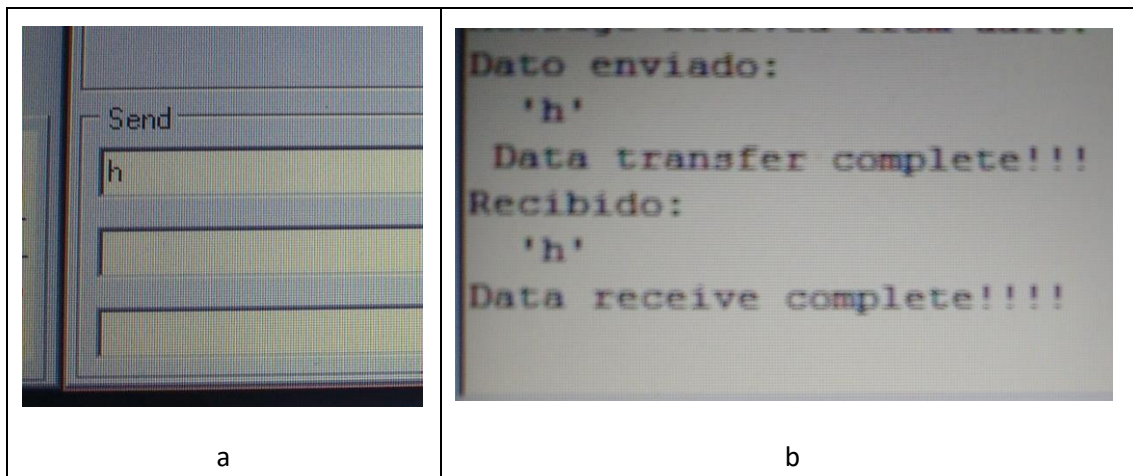 Send
h
a
Dato enviado:
'h'
Data transfer complete!!!
Recibido:
'h'
Data receive complete!!!!
b